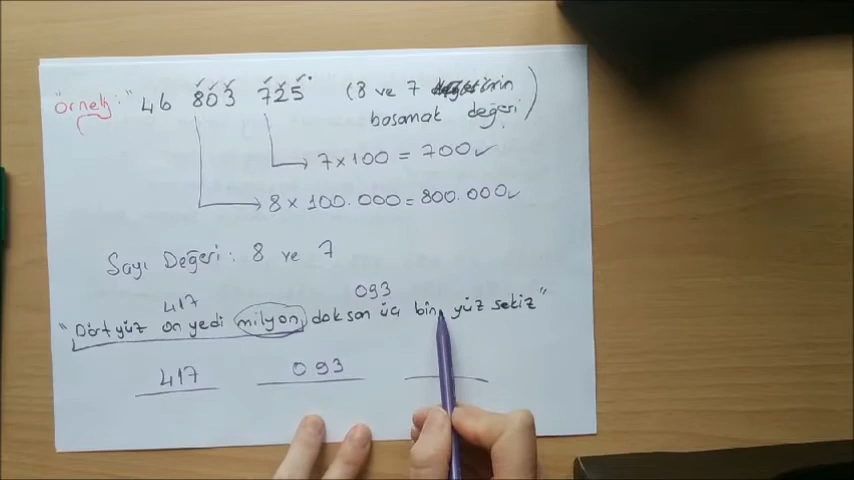 "Örnek:" 46 803 725 (8 ve 7
basamak değeri)
7 x 100 = 700
8 x 100.000 = 800.000
Sayı Değeri: 8 ve 7
417 093
"Dörtyüz on yedi milyon, doksan üç bin yüz sekiz"
417 093